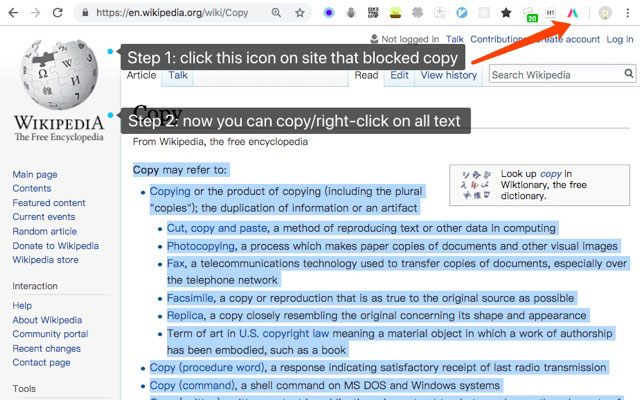 https://en.wikipedia.org/wiki/Copy
20
H!
Not logged in Talk Contributions Create account Log in
Step 1: click this icon on site that blocked copy
Article Talk Read Edit View history Search Wikipedia
Copy
Step 2: now you can copy/right-click on all text
WIKIPEDIA
The Free Encyclopedia
From Wikipedia, the free encyclopedia
Main page
Contents
Featured content
Current events
Random article
Donate to Wikipedia
Wikipedia store
Interaction
Help
About Wikipedia
Community portal
Recent changes
Contact page
Tools
Copy may refer to:
Look up copy in
Wiktionary, the free
dictionary.
Copying or the product of copying (including the plural
"copies"); the duplication of information or an artifact
Cut, copy and paste, a method of reproducing text or other data in computing
Photocopying, a process which makes paper copies of documents and other visual images
Fax, a telecommunications technology used to transfer copies of documents, especially over
the telephone network
Facsimile, a copy or reproduction that is as true to the original source as possible
Replica, a copy closely resembling the original concerning its shape and appearance
Term of art in U.S. copyright law meaning a material object in which a work of authorship
has been embodied, such as a book
Copy (procedure word), a response indicating satisfactory receipt of last radio transmission
Copy (command), a shell command on MS DOS and Windows systems